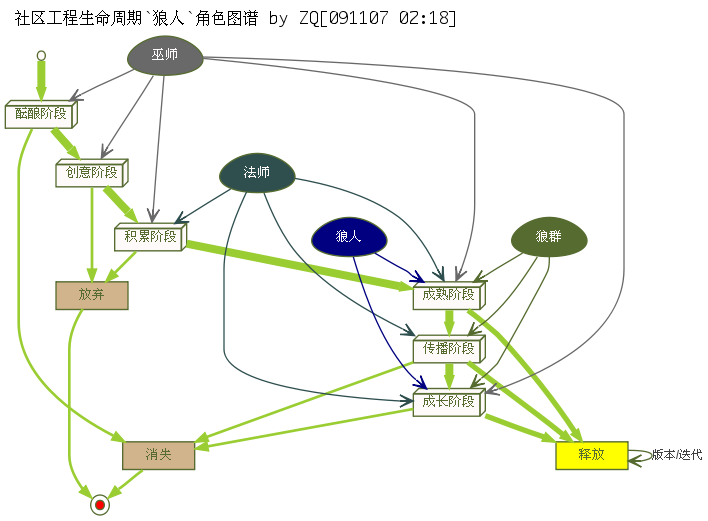 社区工程生命周期`狼人`角色图谱 by ZQ[091107 02:18]
巫师
酝酿阶段
创意阶段
法师
积累阶段
狼人
狼群
放弃
成熟阶段
传播阶段
成长阶段
消失
释放
版本/迭代